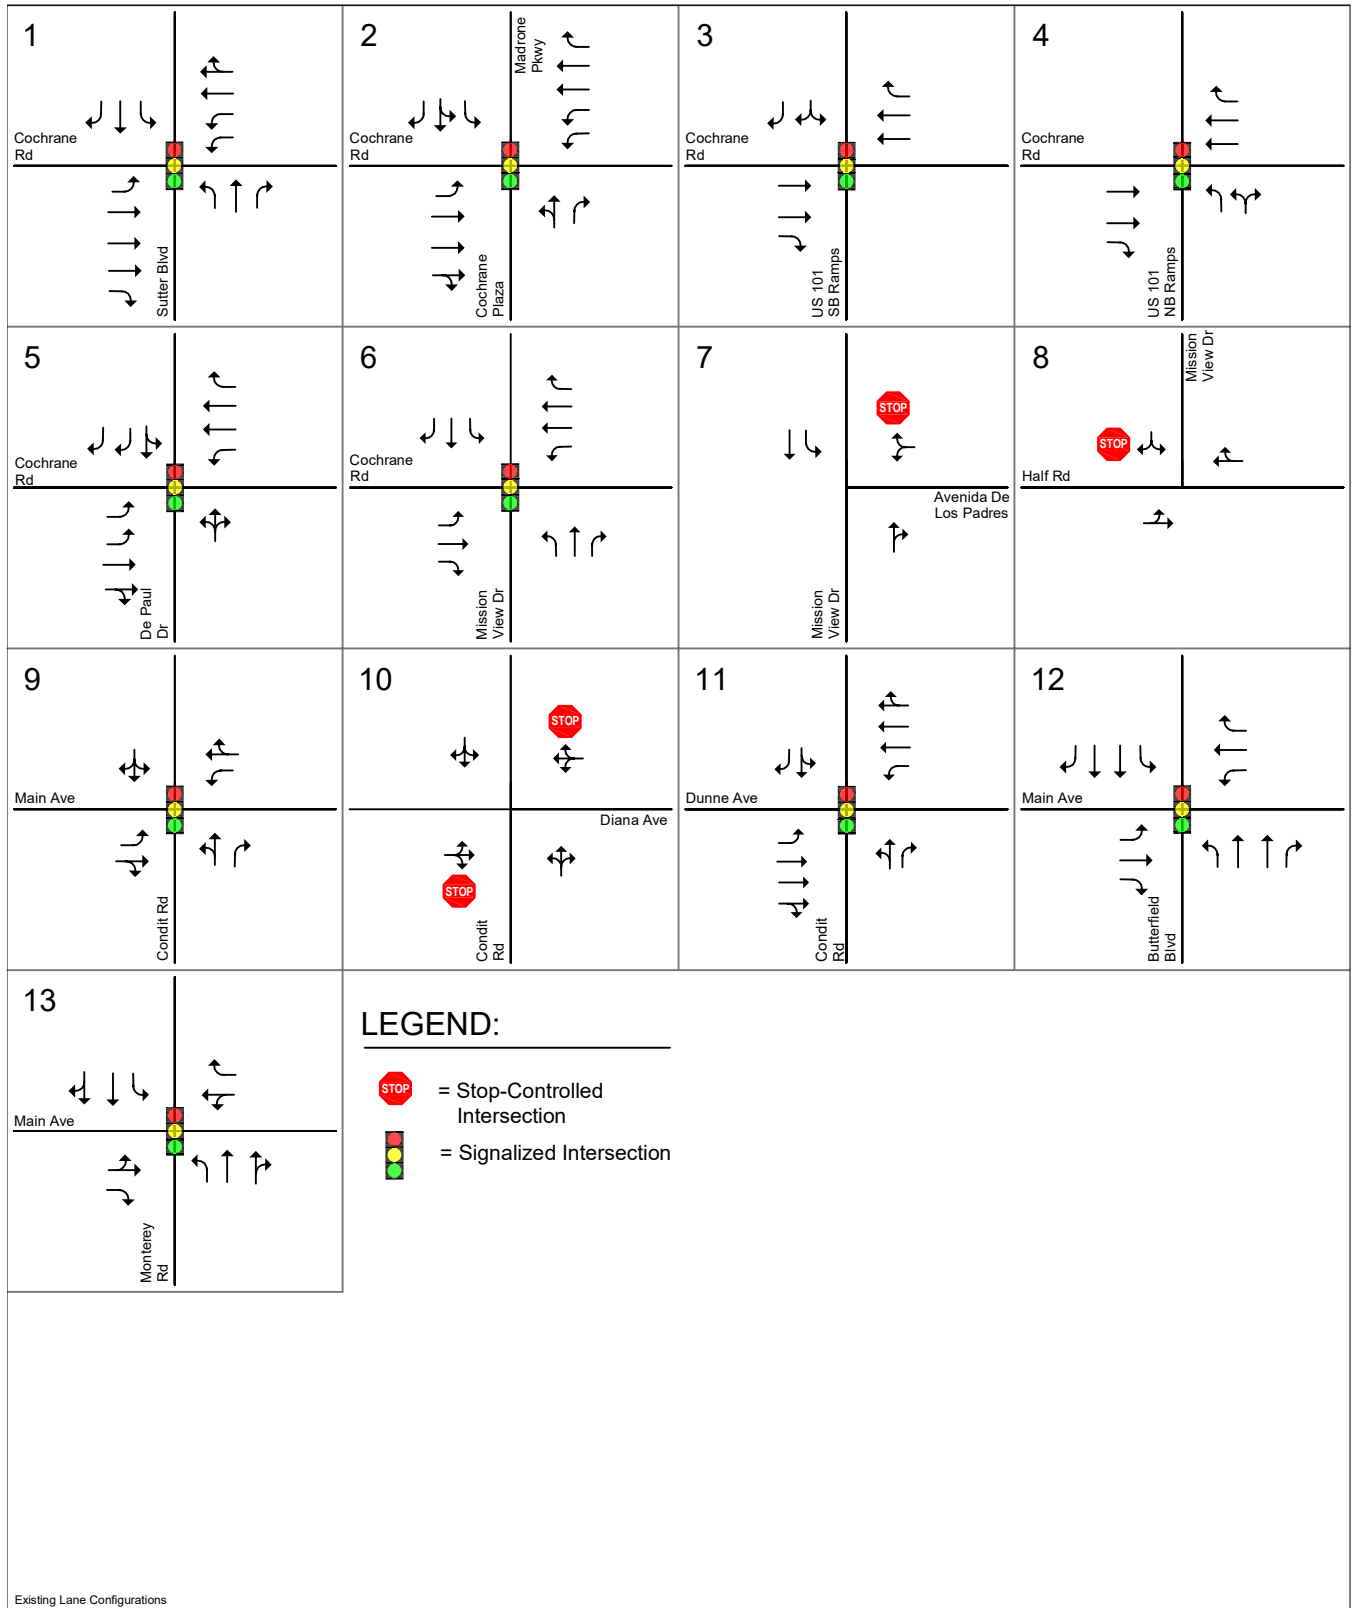 1
Cochrane
Rd
Sutter Blvd
2
Madrone
Pkwy
Cochrane
Rd
Cochrane
Plaza
3
Cochrane
Rd
US 101
SB Ramps
4
Cochrane
Rd
US 101
NB Ramps
5
Cochrane
Rd
De Paul
Dr
6
Cochrane
Rd
Mission
View Dr
7
STOP
Avenida De
Los Padres
Mission
View Dr
8
Mission
View Dr
STOP
Half Rd
9
Main Ave
Condit Rd
10
STOP
Diana Ave
STOP
Condit
Rd
11
Dunne Ave
Condit
Rd
12
Main Ave
Butterfield
Blvd
13
Main Ave
Monterey
Rd
LEGEND:
STOP = Stop-Controlled
Intersection
= Signalized Intersection
Existing Lane Configurations